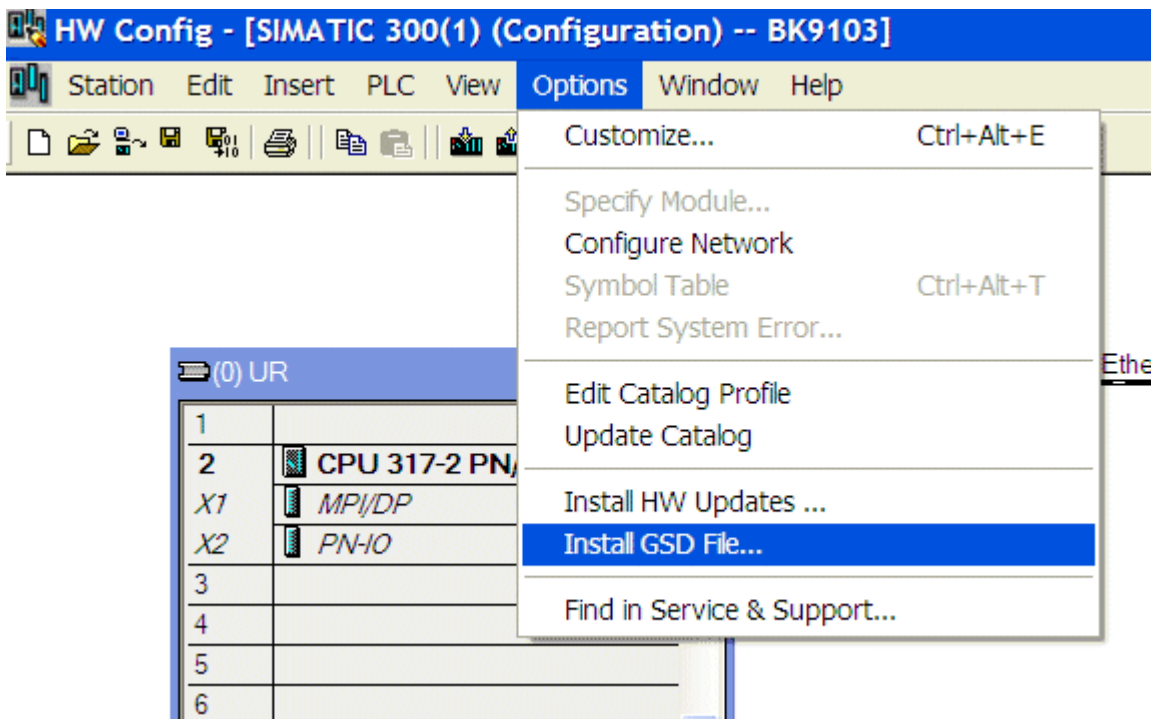 HW Config - [SIMATIC 300(1) (Configuration) -- BK9103]
Station Edit Insert PLC View Options Window Help
Customize... Ctrl+Alt+E
Specify Module...
Configure Network
Symbol Table Ctrl+Alt+T
Report System Error...
Edit Catalog Profile
Update Catalog
Install HW Updates ...
Install GSD File...
Find in Service & Support...
Ethe
(0) UR
1
2 CPU 317-2 PN/
X1 MPI/DP
X2 PN-IO
3
4
5
6